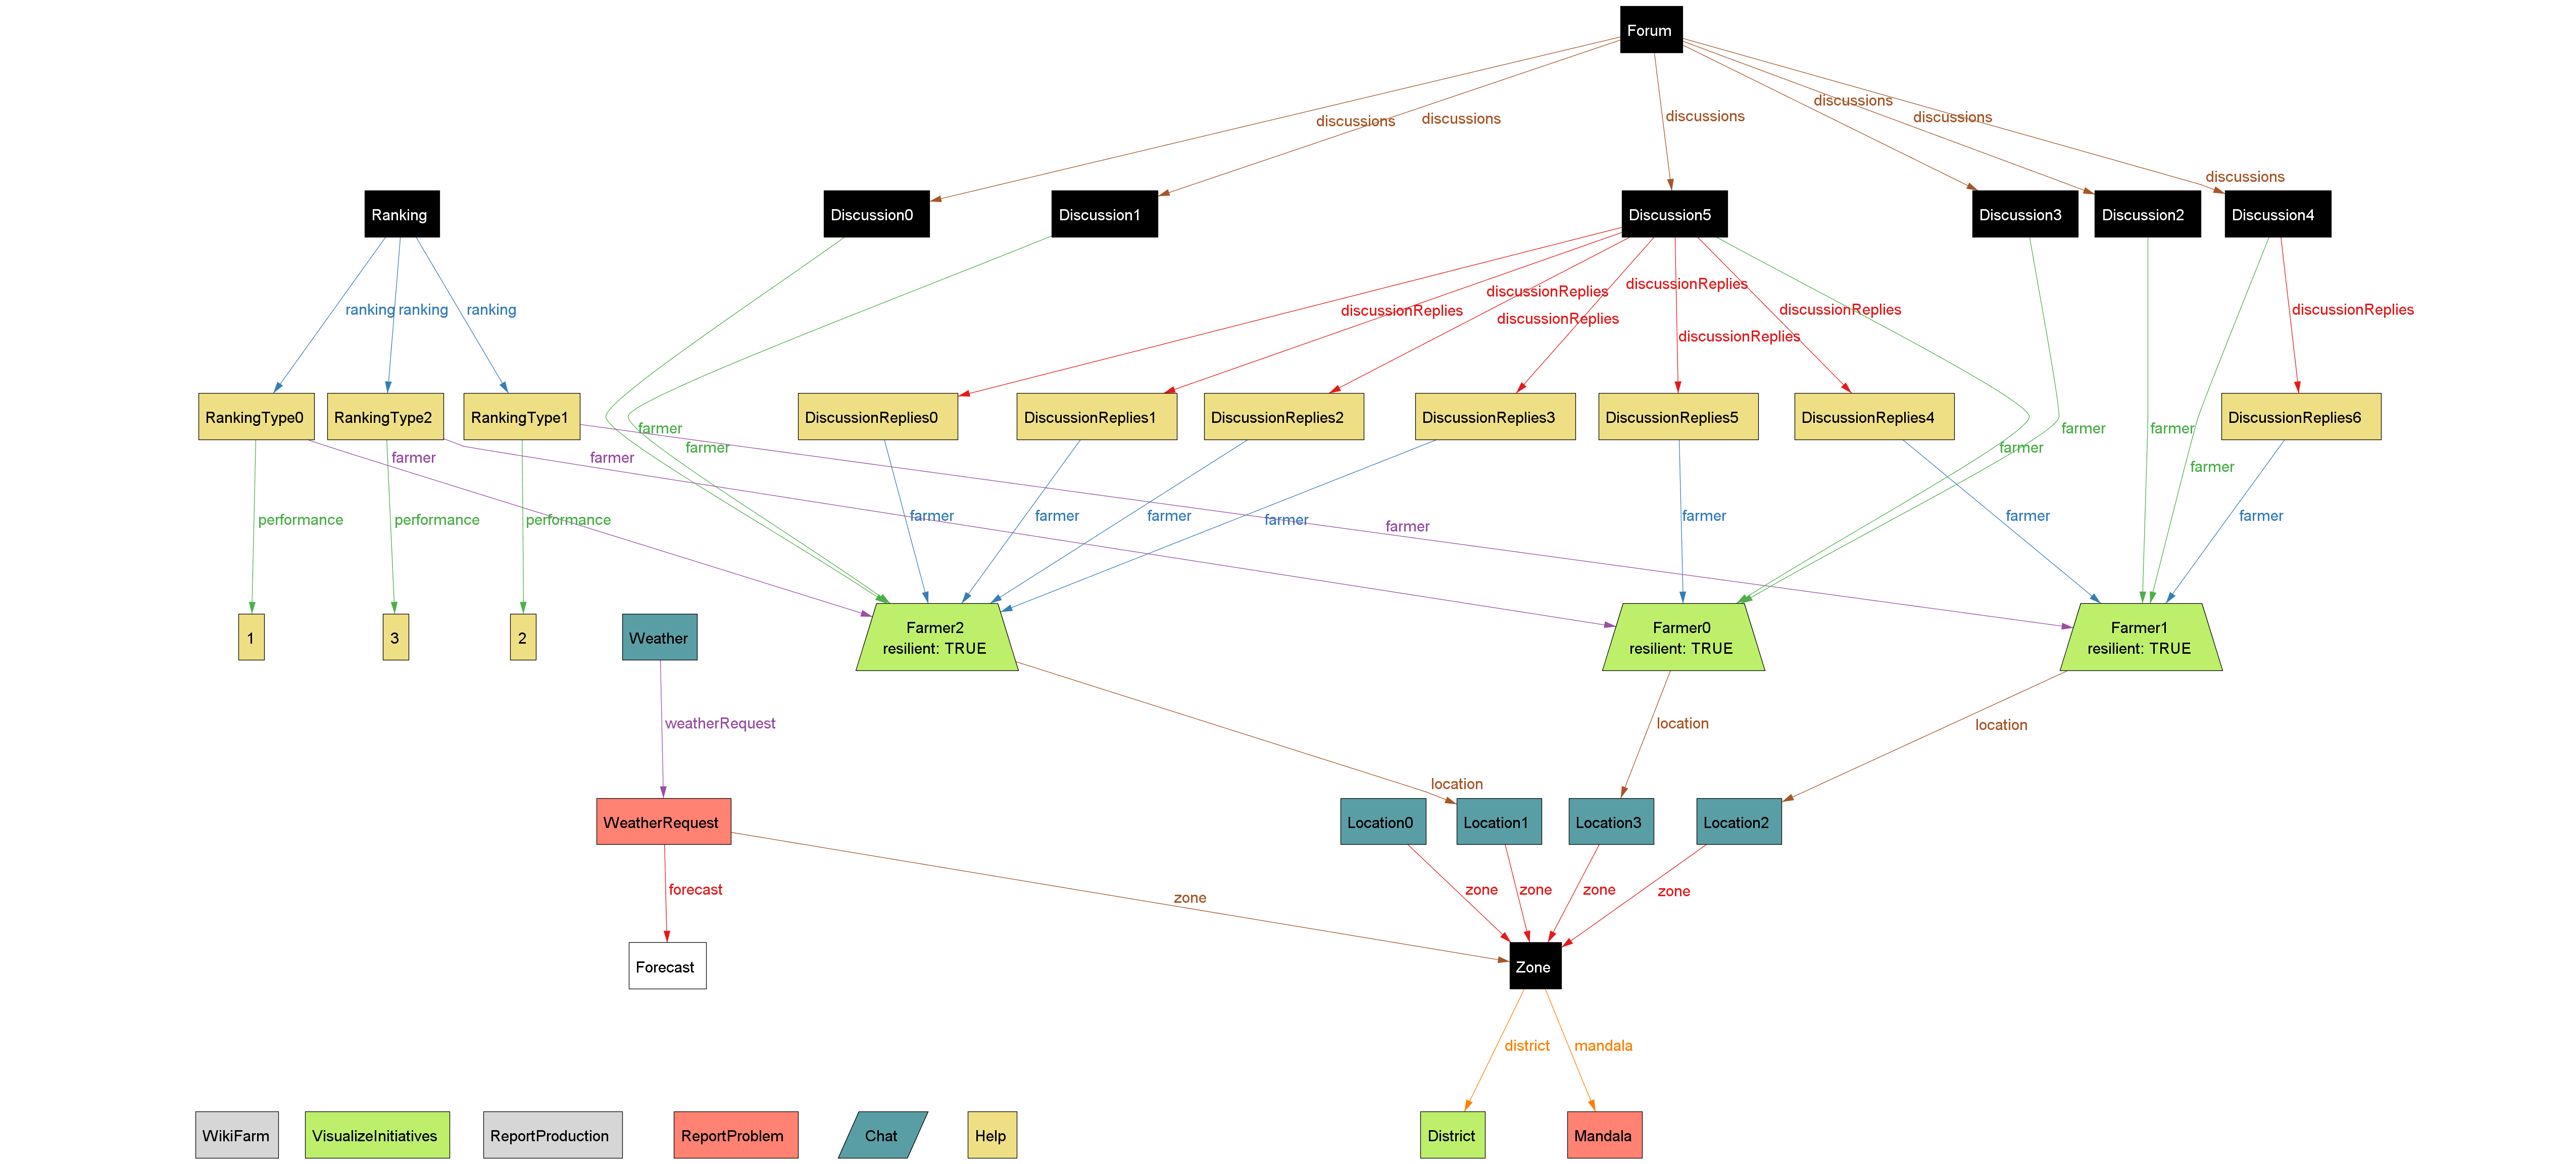 Forum
discussions
discussions
discussions
discussions
discussions
discussions
Ranking
Discussion0
Discussion1
Discussion5
Discussion3
Discussion2
Discussion4
ranking
ranking
ranking
discussionReplies
discussionReplies
discussionReplies
discussionReplies
discussionReplies
discussionReplies
discussionReplies
RankingType0
RankingType2
RankingType1
DiscussionReplies0
DiscussionReplies1
DiscussionReplies2
DiscussionReplies3
DiscussionReplies5
DiscussionReplies4
DiscussionReplies6
farmer
farmer
farmer
farmer
farmer
farmer
farmer
farmer
performance
performance
performance
farmer
farmer
farmer
farmer
farmer
farmer
farmer
farmer
1
3
2
Weather
Farmer2
resilient: TRUE
Farmer0
resilient: TRUE
Farmer1
resilient: TRUE
weatherRequest
location
location
location
WeatherRequest
Location0
Location1
Location3
Location2
forecast
zone
zone
zone
zone
zone
Forecast
Zone
district
mandala
WikiFarm
VisualizeInitiatives
ReportProduction
ReportProblem
Chat
Help
District
Mandala